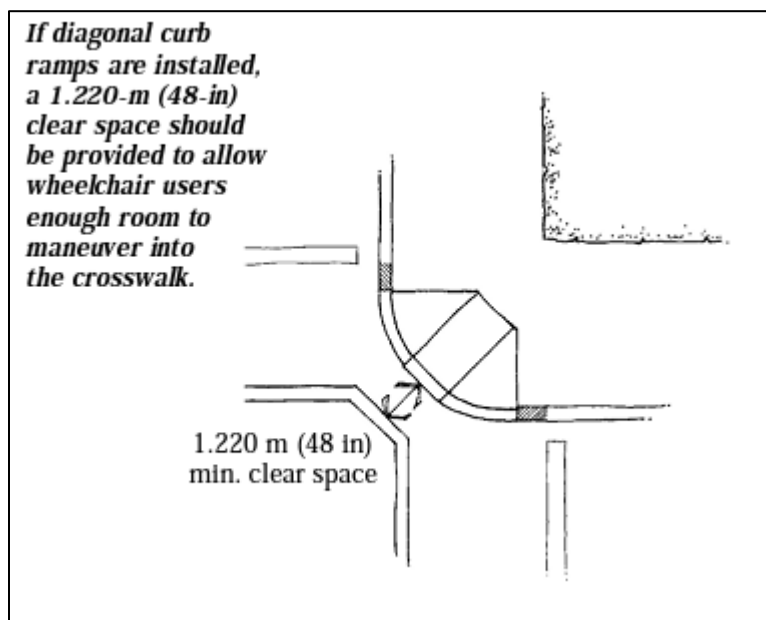 If diagonal curb
ramps are installed,
a 1.220-m (48-in)
clear space should
be provided to allow
wheelchair users
enough room to
maneuver into
the crosswalk.
1.220 m (48 in)
min. clear space